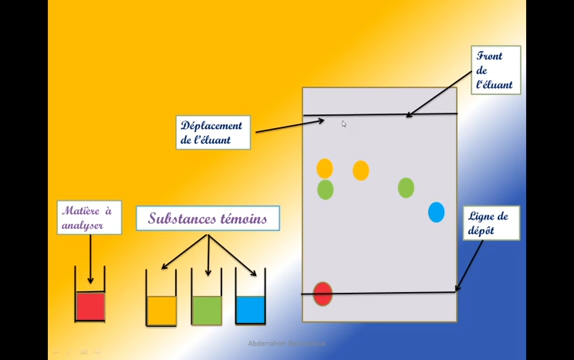 Front
de
l'éluant
Déplacement
de l'éluant
Matière à
analyser
Substances témoins
Ligne de
dépôt